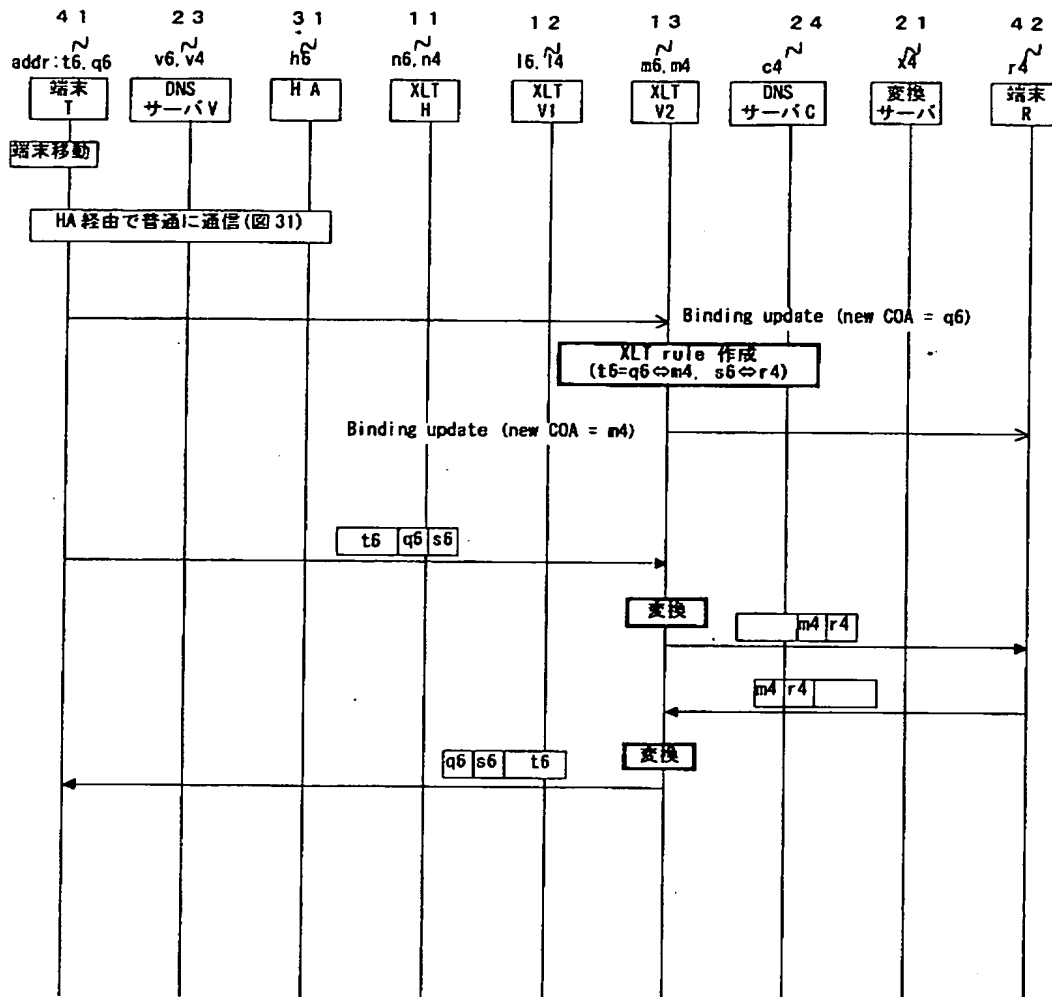 41 23 31 11 12 13 24 21 42
addr:t6,q6 v6,v4 h6 n6,n4 l6,l4 m6,m4 c4 x4 r4
端末 T
DNS サーバV
HA
XLT H
XLT V1
XLT V2
DNS サーバC
変換 サーバ
端末 R
端末移動
HA経由で普通に通信(図31)
Binding update (new COA = q6)
XLT rule 作成
(t6=q6⇔m4, s6⇔r4)
Binding update (new COA = m4)
t6 q6 s6
変換
m4 r4
m4 r4
q6 s6 t6
変換